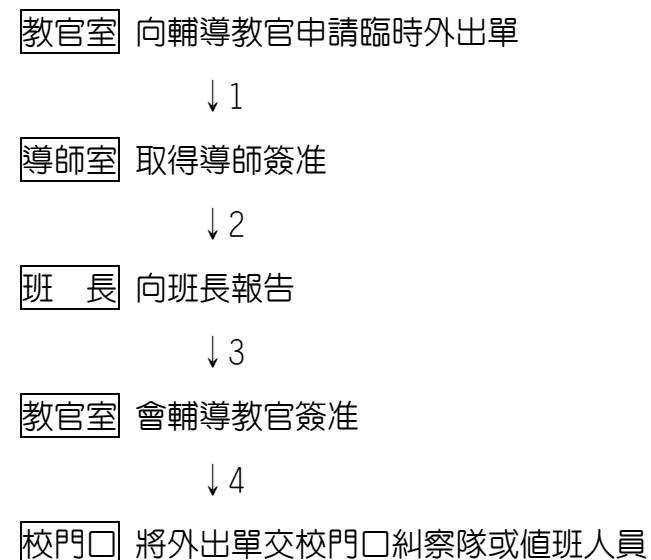 教官室 向輔導教官申請臨時外出單
↓1
導師室 取得導師簽准
↓2
班　長 向班長報告
↓3
教官室 會輔導教官簽准
↓4
校門口 將外出單交校門口糾察隊或值班人員